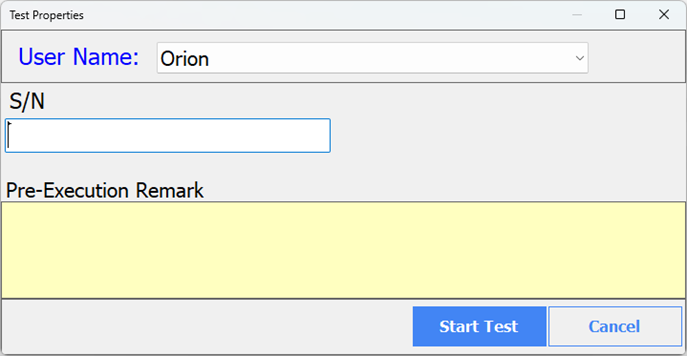 Test Properties
User Name: Orion
S/N
Pre-Execution Remark
Start Test Cancel